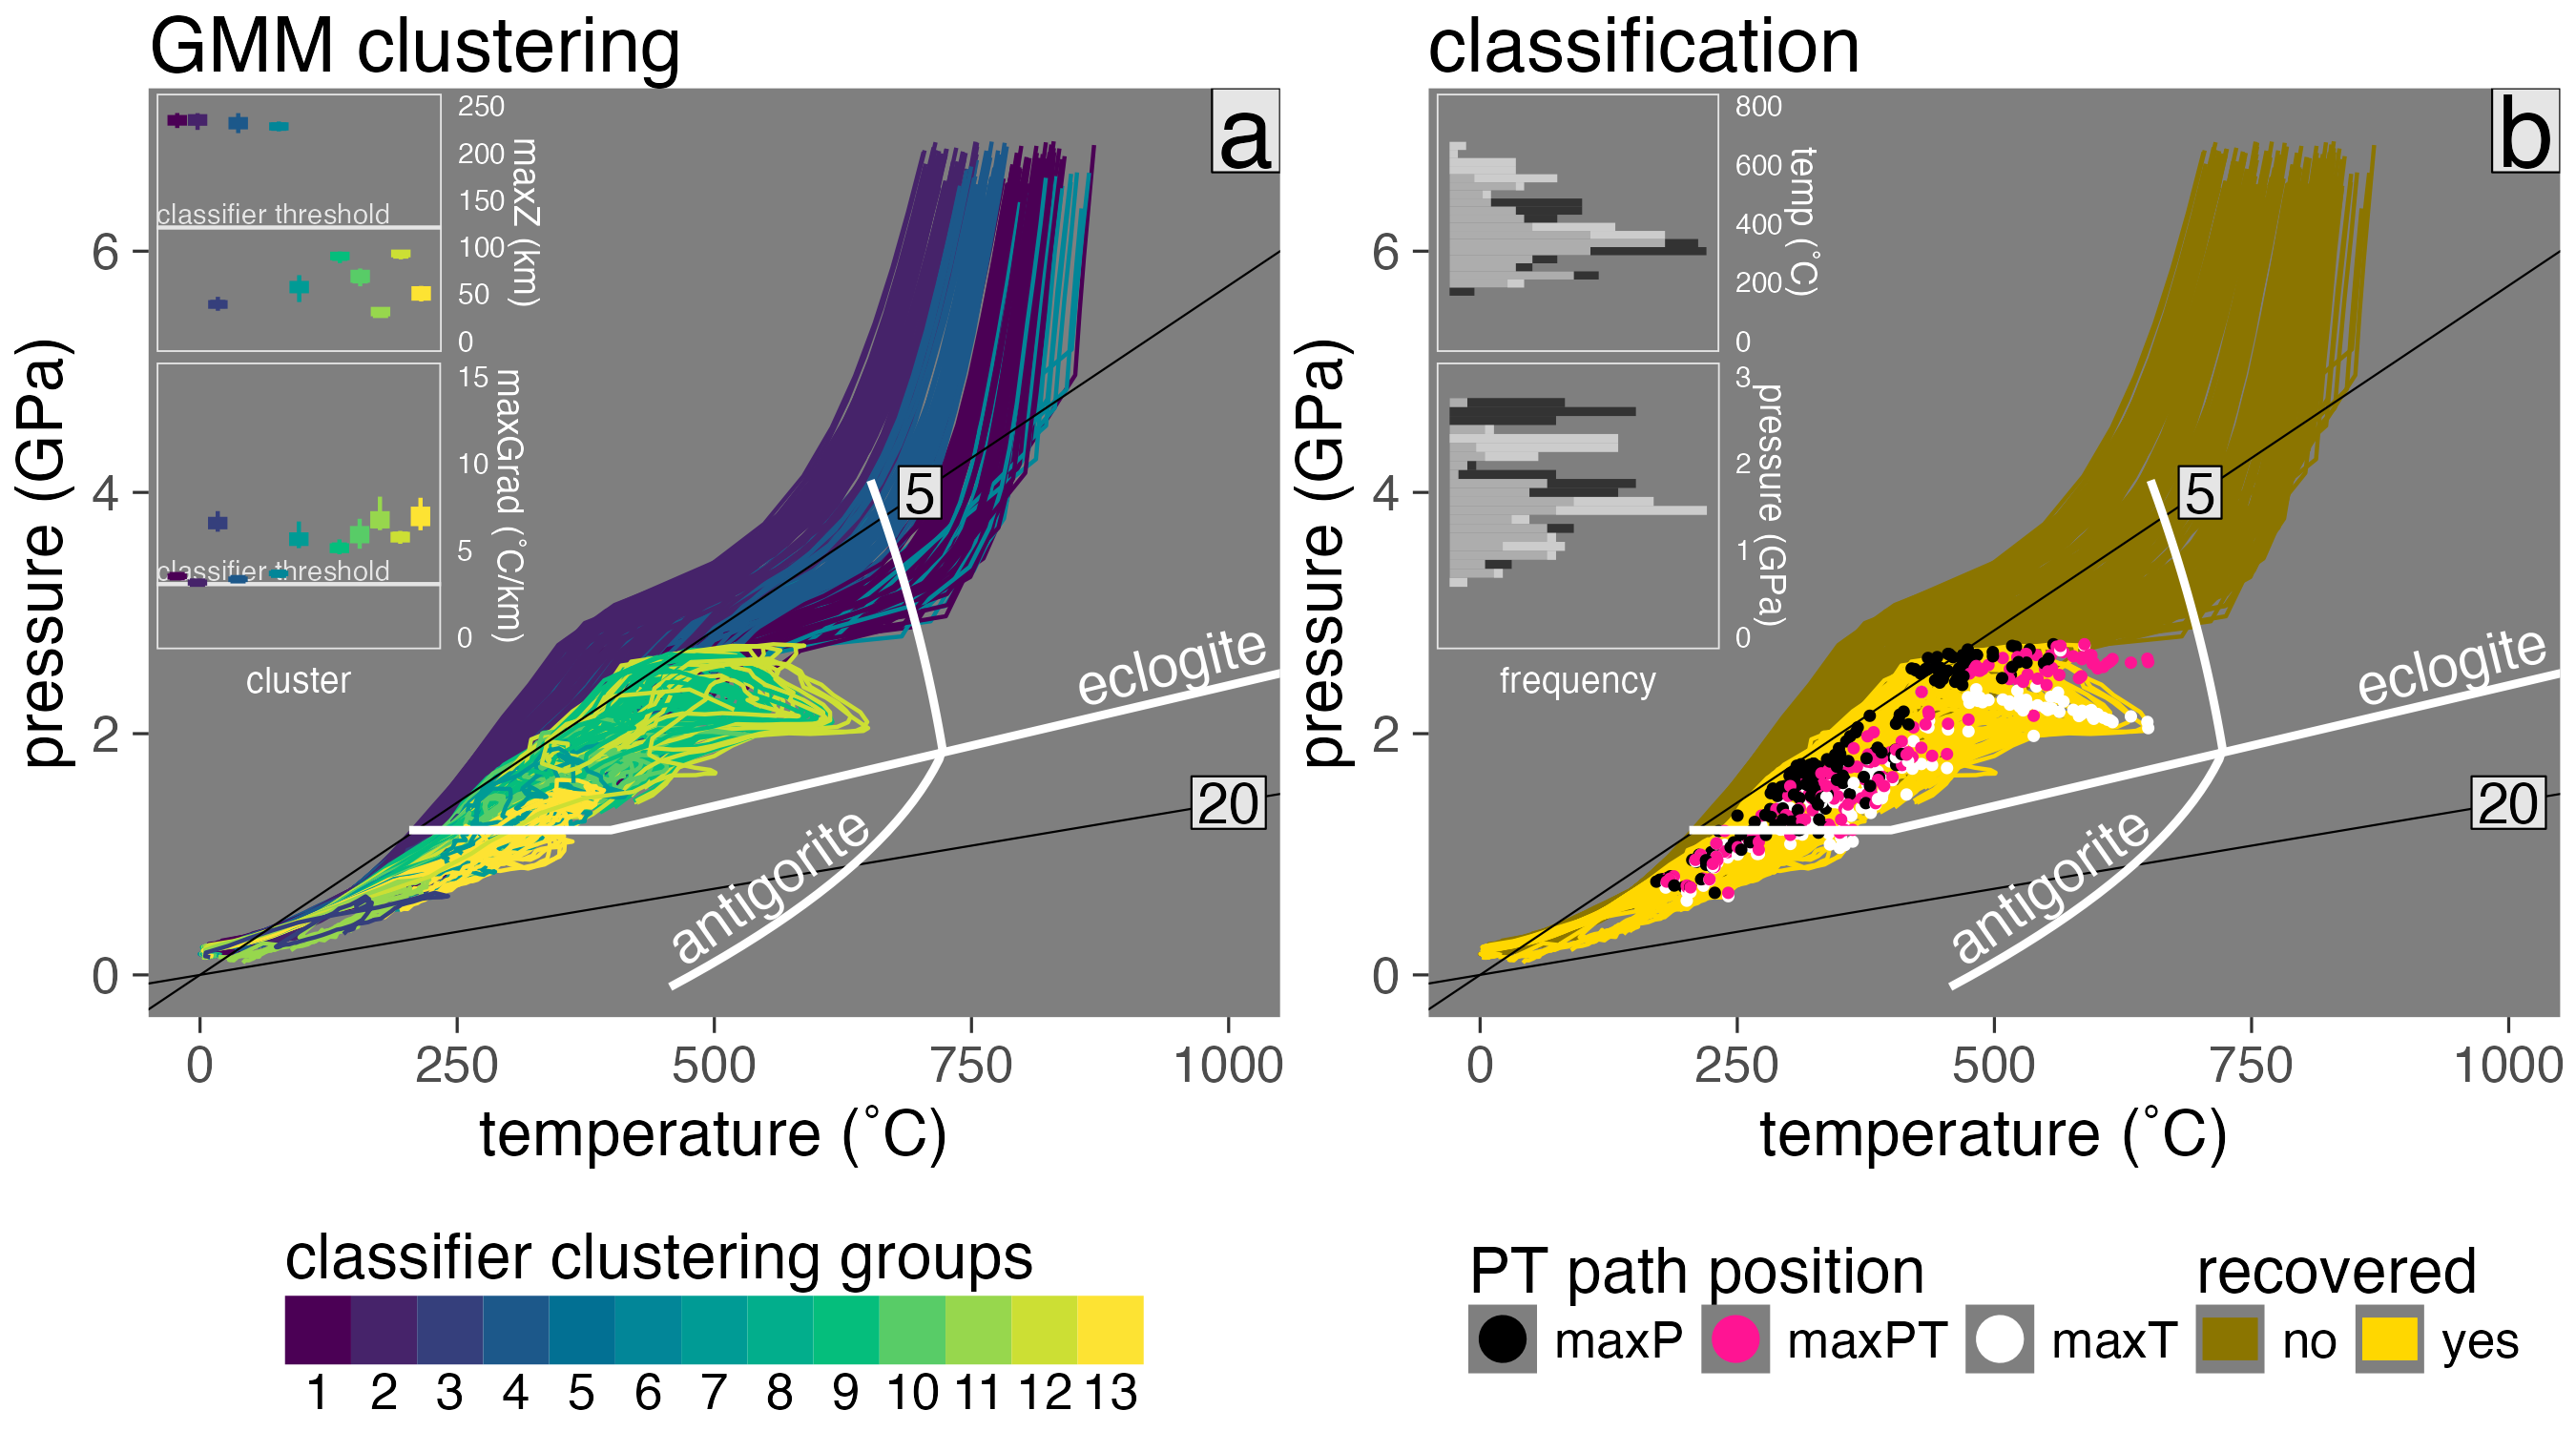 GMM clustering
a
250
200
150
100
50
0
maxZ (km)
classifier threshold
15
10
5
0
maxGrad (˚C/km)
classifier threshold
cluster
5
20
eclogite
antigorite
6
4
2
0
pressure (GPa)
0
250
500
750
1000
temperature (˚C)
classifier clustering groups
1 2 3 4 5 6 7 8 9 10 11 12 13
classification
b
800
600
400
200
0
temp (˚C)
3
2
1
0
pressure (GPa)
frequency
5
20
eclogite
antigorite
6
4
2
0
pressure (GPa)
0
250
500
750
1000
temperature (˚C)
PT path position
maxP
maxPT
maxT
recovered
no
yes